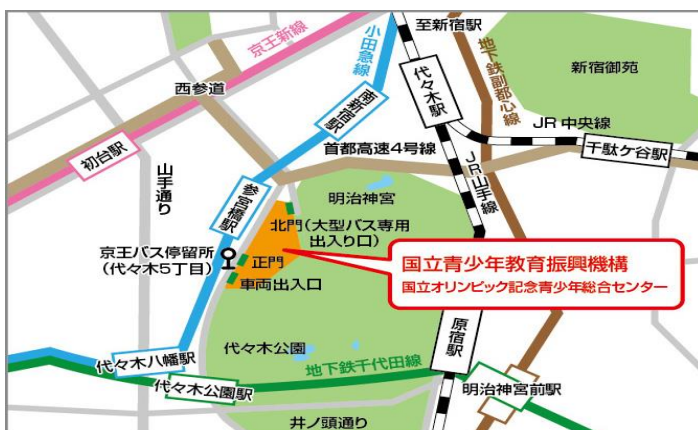 京王新線
小田急線
至新宿駅
地下鉄副都心線
新宿御苑
代々木駅
西参道
南新宿駅
JR中央線
首都高速4号線
千駄ケ谷駅
初台駅
山手通り
JR山手線
参宮橋駅
明治神宮
北門(大型バス専用
出入り口)
京王バス停留所
(代々木5丁目)
正門
車両出入口
国立青少年教育振興機構
国立オリンピック記念青少年総合センター
原宿駅
代々木公園
代々木八幡駅
地下鉄千代田線
代々木公園駅
明治神宮前駅
井ノ頭通り